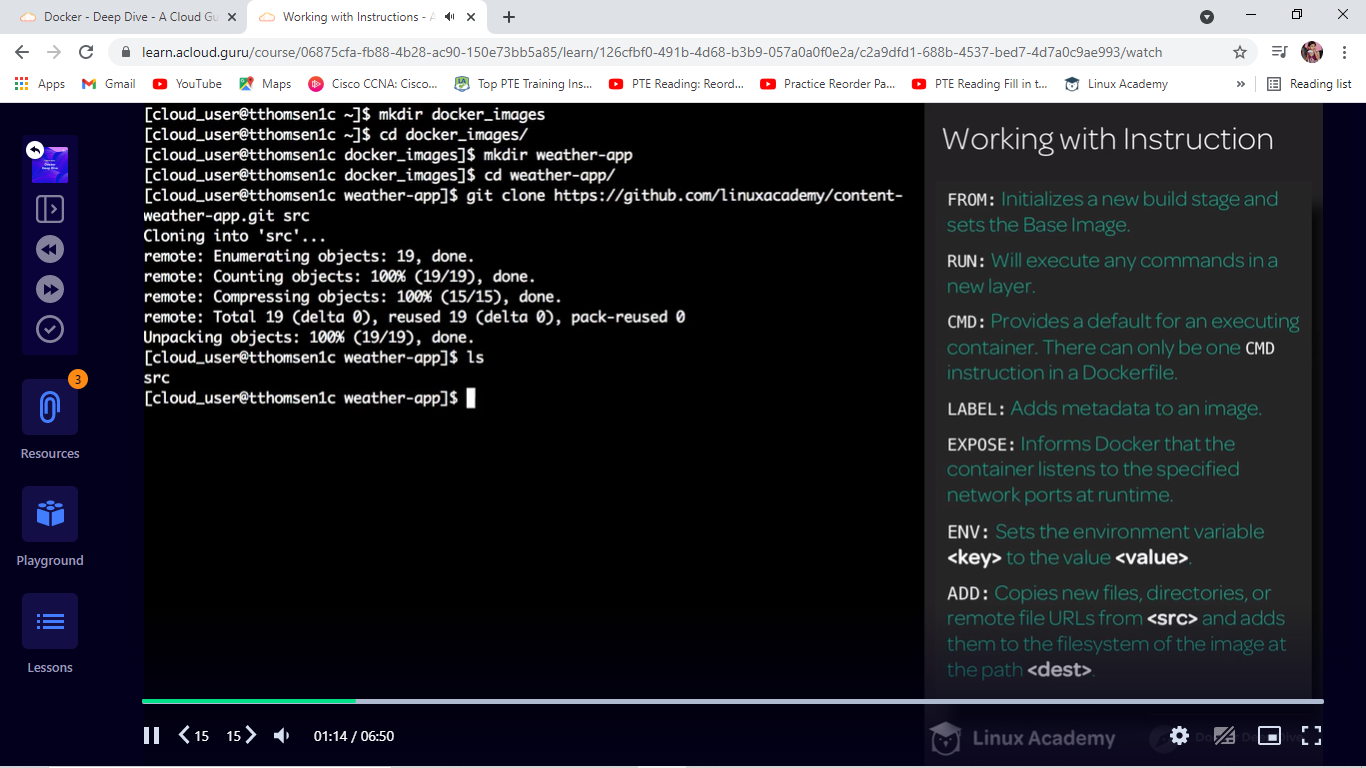 Docker - Deep Dive - A Cloud Gu
Working with Instructions - A
learn.acloud.guru/course/06875cfa-fb88-4b28-ac90-150e73bb5a85/learn/126cfbf0-491b-4d68-b3b9-057a0a0f0e2a/c2a9dfd1-688b-4537-bed7-4d7a0c9ae993/watch
Apps
Gmail
YouTube
Maps
Cisco CCNA: Cisco...
Top PTE Training Ins...
PTE Reading: Reord...
Practice Reorder Pa...
PTE Reading Fill in t...
Linux Academy
»
Reading list
[cloud_user@tthomsen1c ~]$ mkdir docker_images
[cloud_user@tthomsen1c ~]$ cd docker_images/
[cloud_user@tthomsen1c docker_images]$ mkdir weather-app
[cloud_user@tthomsen1c docker_images]$ cd weather-app/
[cloud_user@tthomsen1c weather-app]$ git clone https://github.com/linuxacademy/content-
weather-app.git src
Cloning into 'src'...
remote: Enumerating objects: 19, done.
remote: Counting objects: 100% (19/19), done.
remote: Compressing objects: 100% (15/15), done.
remote: Total 19 (delta 0), reused 19 (delta 0), pack-reused 0
Unpacking objects: 100% (19/19), done.
[cloud_user@tthomsen1c weather-app]$ ls
src
[cloud_user@tthomsen1c weather-app]$
Working with Instruction
FROM: Initializes a new build stage and
sets the Base Image.
RUN: Will execute any commands in a
new layer.
CMD: Provides a default for an executing
container. There can only be one CMD
instruction in a Dockerfile.
LABEL: Adds metadata to an image.
EXPOSE: Informs Docker that the
container listens to the specified
network ports at runtime.
ENV: Sets the environment variable
<key> to the value <value>.
ADD: Copies new files, directories, or
remote file URLs from <src> and adds
them to the filesystem of the image at
the path <dest>.
Linux Academy
Docker
Deep Dive
3
Resources
Playground
Lessons
15
15
01:14 / 06:50